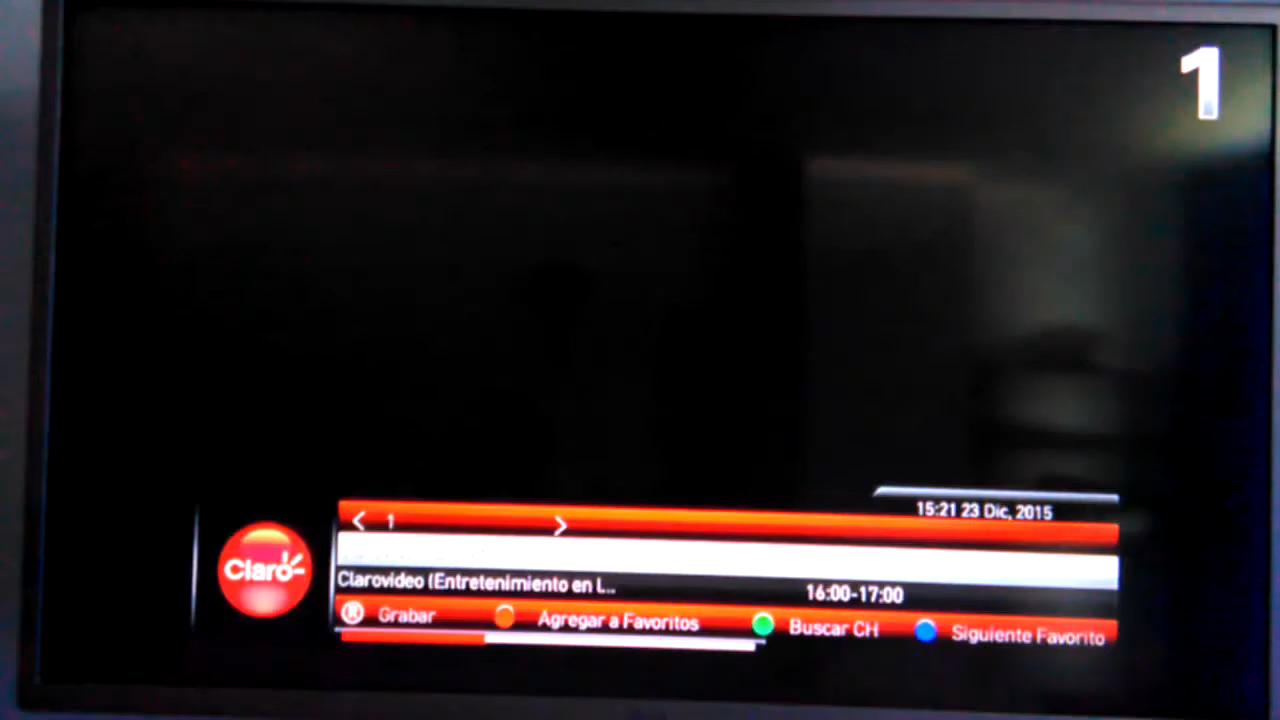 1
15:21 23 Dic, 2015
< 1 >
Claro
Clarovideo (Entretenimiento en l... 16:00-17:00
R Grabar Agregar a Favoritos Buscar CH Siguiente Favorito